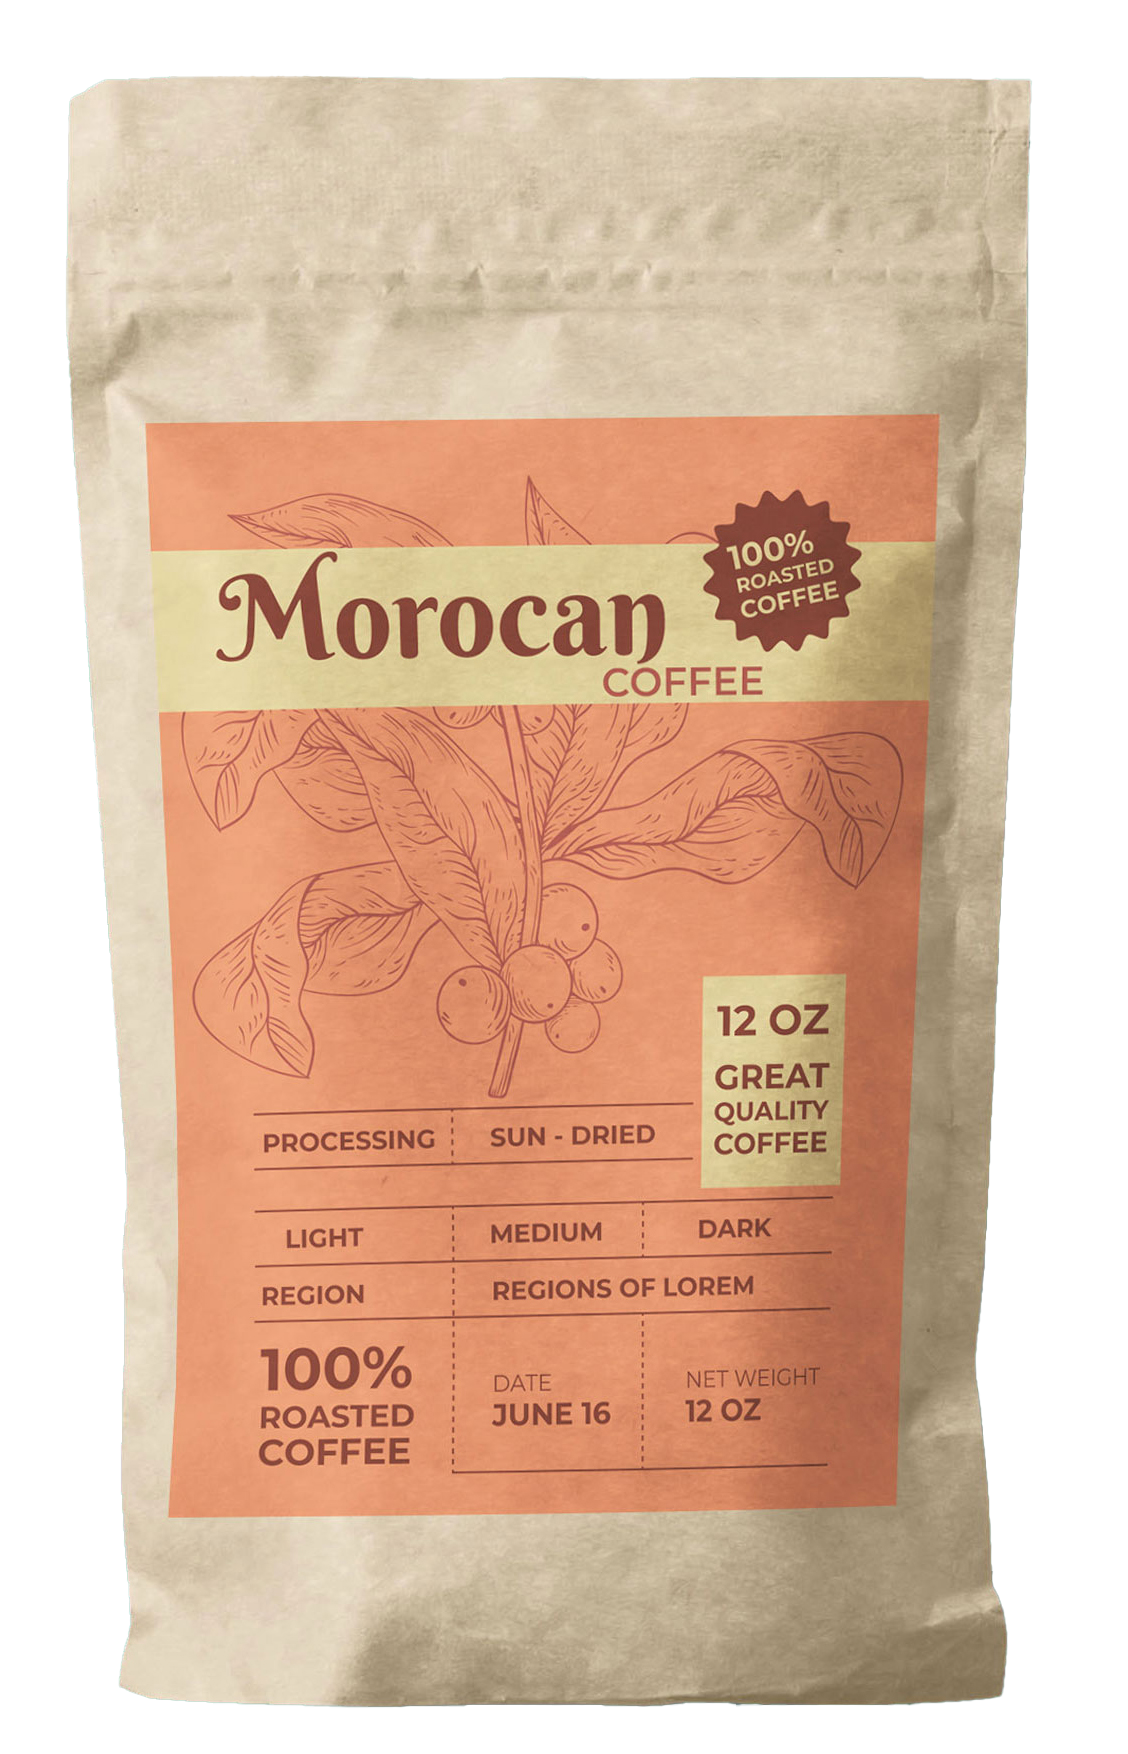 Morocan
COFFEE
100%
ROASTED
COFFEE
12 OZ
GREAT
QUALITY
COFFEE
PROCESSING SUN - DRIED
LIGHT MEDIUM DARK
REGION REGIONS OF LOREM
100%
ROASTED
COFFEE
DATE
JUNE 16
NET WEIGHT
12 OZ